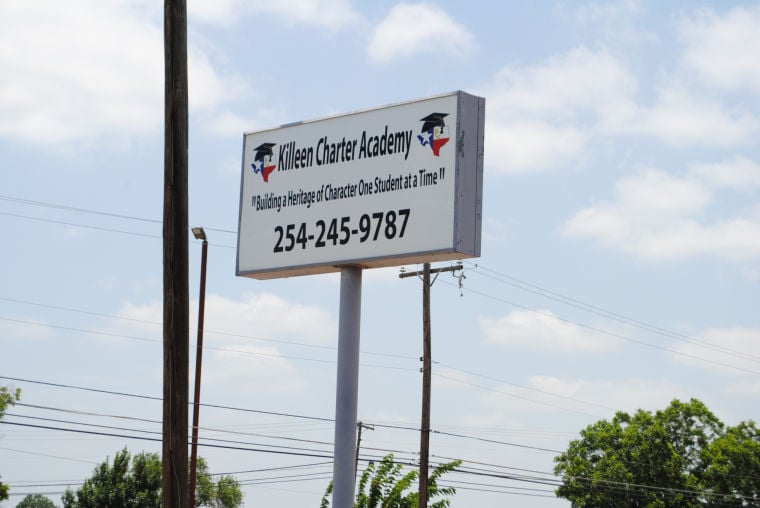 Killeen Charter Academy
"Building a Heritage of Character One Student at a Time"
254-245-9787